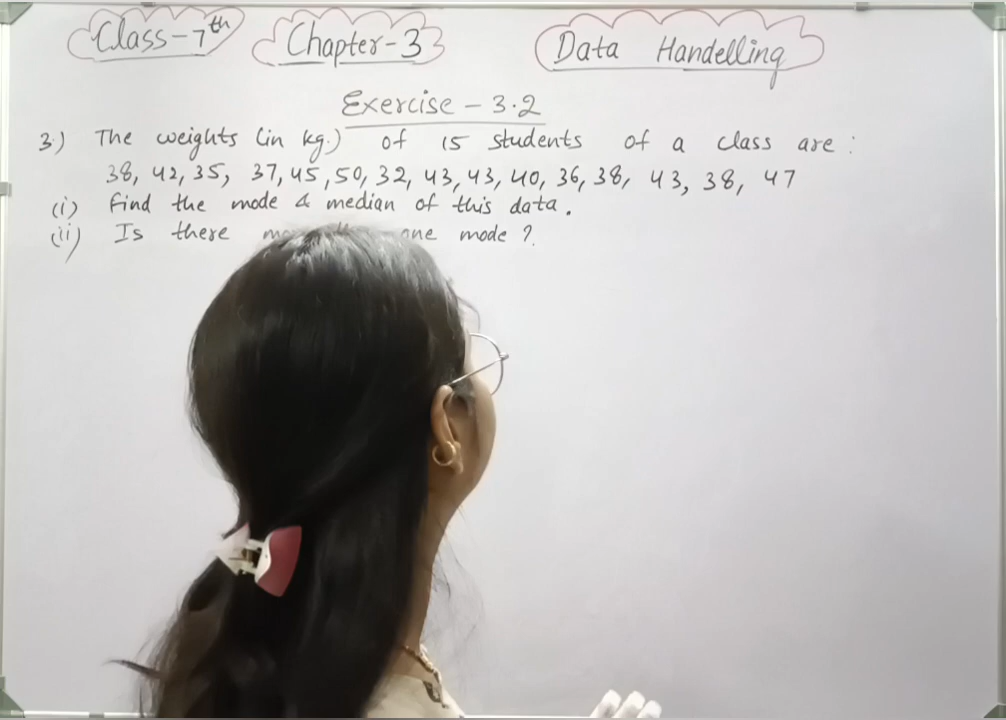 Class-7th Chapter-3 Data Handelling
Exercise - 3.2
3.) The weights (in kg.) of 15 students of a class are :
38, 42, 35, 37, 45, 50, 32, 43, 43, 40, 36, 38, 43, 38, 47
(i) Find the mode & median of this data.
(ii) Is there one mode ?